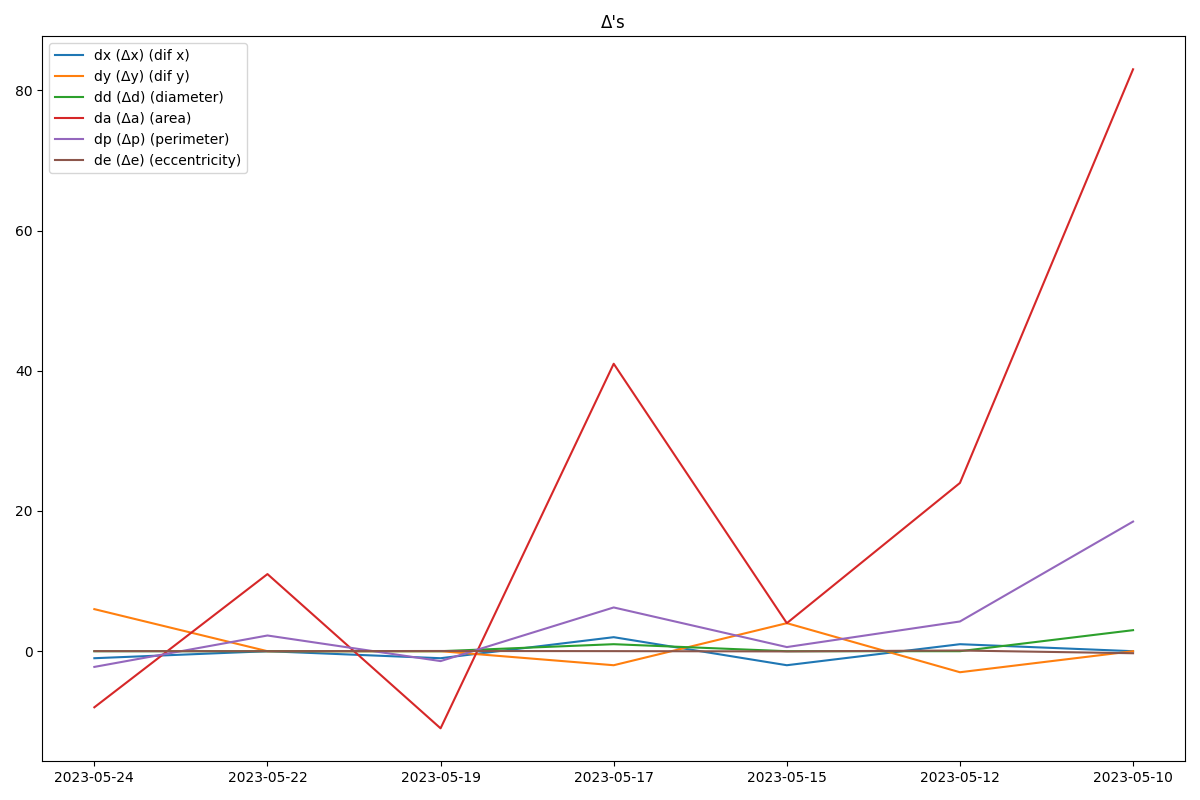 Δ's
dx (Δx) (dif x)
dy (Δy) (dif y)
dd (Δd) (diameter)
da (Δa) (area)
dp (Δp) (perimeter)
de (Δe) (eccentricity)
80
60
40
20
0
2023-05-24 2023-05-22 2023-05-19 2023-05-17 2023-05-15 2023-05-12 2023-05-10